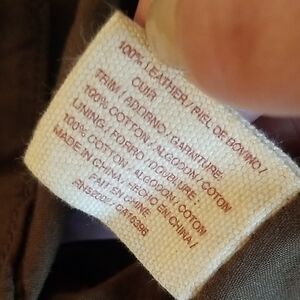 100% LEATHER / PIEL DE BOVINO /
CUIR
TRIM / ADORNO / GARNITURE:
100% COTTON / ALGODON / COTON
LINING / FORRO / DOUBLURE:
100% COTTON / ALGODON / COTON
MADE IN CHINA / HECHO EN CHINA /
FAIT EN CHINE